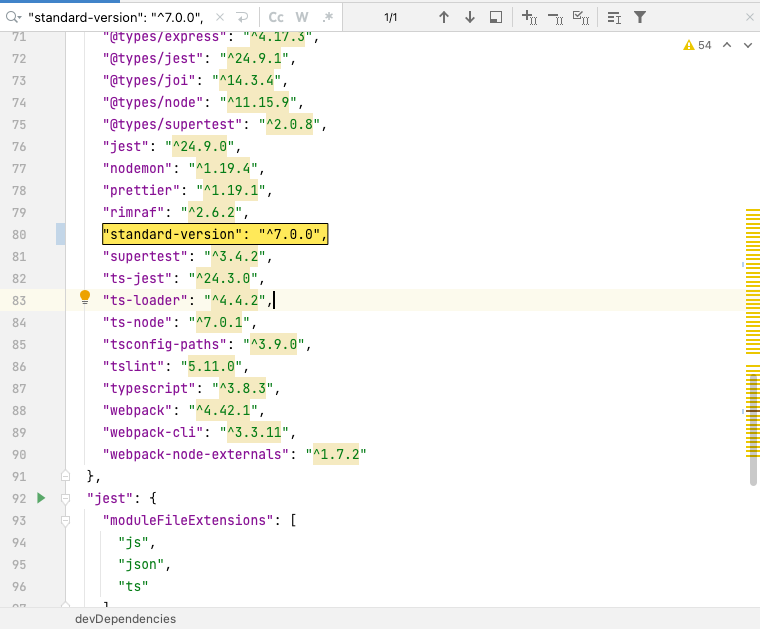 "standard-version": "^7.0.0", Cc W .* 1/1
71 "@types/express": "^4.17.3",
54
72 "@types/jest": "^24.9.1",
73 "@types/joi": "^14.3.4",
74 "@types/node": "^11.15.9",
75 "@types/supertest": "^2.0.8",
76 "jest": "^24.9.0",
77 "nodemon": "^1.19.4",
78 "prettier": "^1.19.1",
79 "rimraf": "^2.6.2",
80 "standard-version": "^7.0.0",
81 "supertest": "^3.4.2",
82 "ts-jest": "^24.3.0",
83 "ts-loader": "^4.4.2",
84 "ts-node": "^7.0.1",
85 "tsconfig-paths": "^3.9.0",
86 "tslint": "5.11.0",
87 "typescript": "^3.8.3",
88 "webpack": "^4.42.1",
89 "webpack-cli": "^3.3.11",
90 "webpack-node-externals": "^1.7.2"
91 },
92 "jest": {
93 "moduleFileExtensions": [
94 "js",
95 "json",
96 "ts"
devDependencies